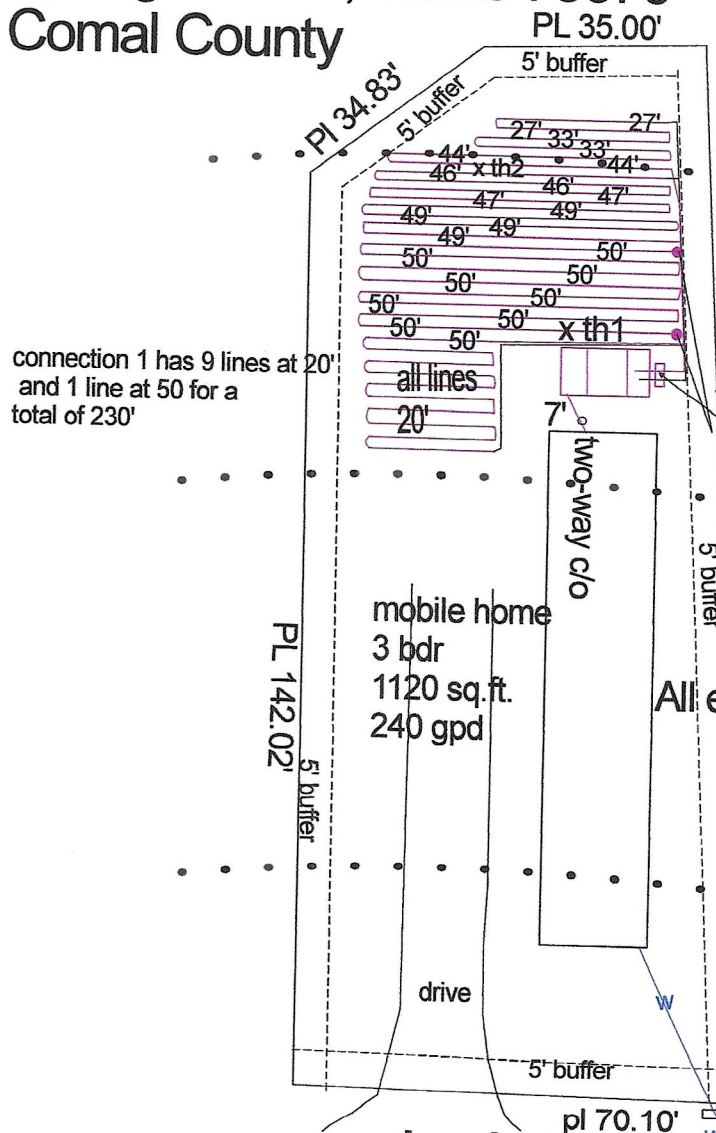 Comal County
PL 35.00'
5' buffer
Pl 34.83'
5' buffer
27'
27'
33'
33'
44'
x th2
44'
46'
46'
47'
47'
49'
49'
49'
49'
50'
50'
50'
50'
50'
50'
50'
50'
50'
x th1
connection 1 has 9 lines at 20'
and 1 line at 50 for a
total of 230'
all lines
20'
7'
two-way c/o
5' buffer
mobile home
3 bdr
1120 sq.ft.
240 gpd
All
PL 142.02'
5' buffer
drive
W
5' buffer
pl 70.10'